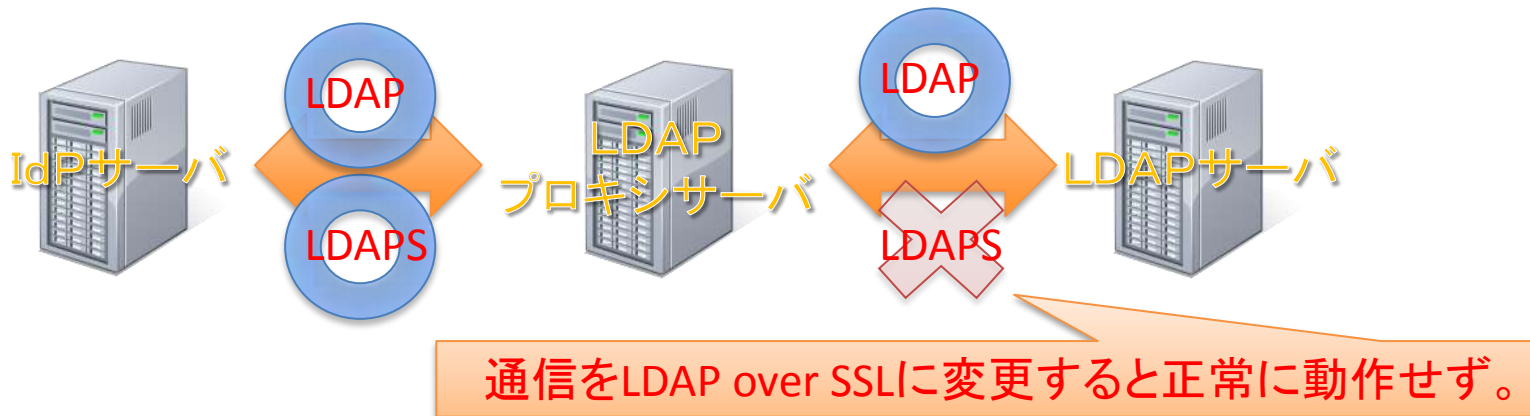 IdPサーバ
LDAP
LDAPS
LDAP
プロキシサーバ
LDAP
LDAPS
LDAPサーバ
通信をLDAP over SSLに変更すると正常に動作せず。